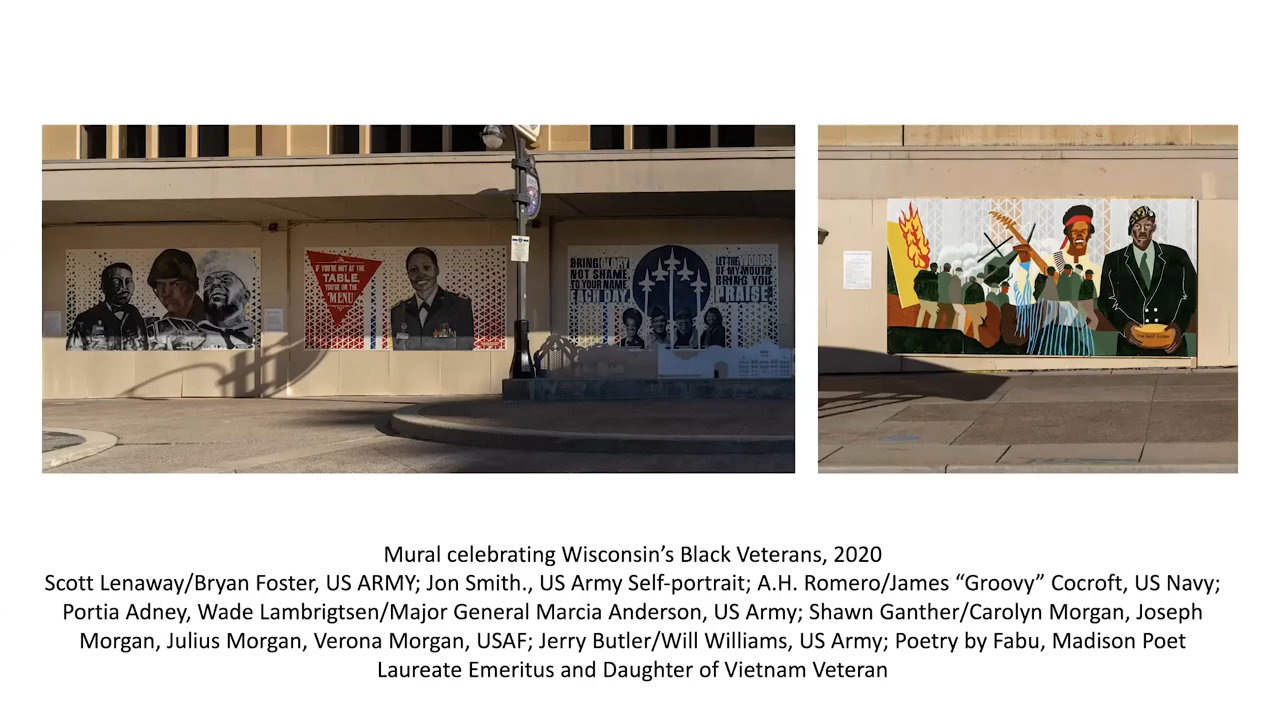 IF YOU'RE NOT AT THE
TABLE,
YOU'RE ON THE
"MENU"
BRING GLORY
NOT SHAME
TO YOUR NAME
EACH DAY
LET THE WORDS
OF MY MOUTH
BRING YOU
PRAISE!
Mural celebrating Wisconsin's Black Veterans, 2020
Scott Lenaway/Bryan Foster, US ARMY; Jon Smith., US Army Self-portrait; A.H. Romero/James “Groovy” Cocroft, US Navy;
Portia Adney, Wade Lambrigtsen/Major General Marcia Anderson, US Army; Shawn Ganther/Carolyn Morgan, Joseph
Morgan, Julius Morgan, Verona Morgan, USAF; Jerry Butler/Will Williams, US Army; Poetry by Fabu, Madison Poet
Laureate Emeritus and Daughter of Vietnam Veteran